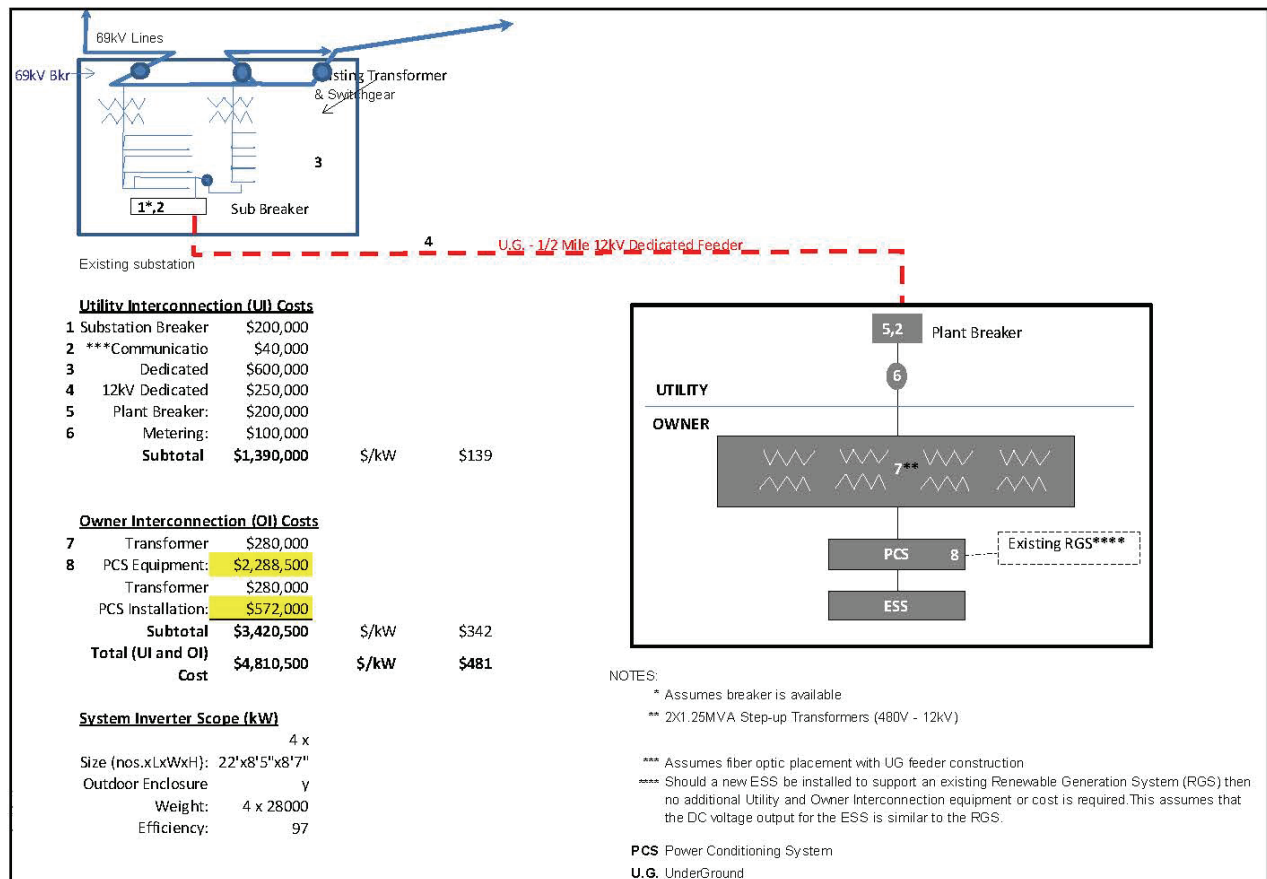 69kV Lines
69kV Bkr
isting Transformer
& Switchgear
3
1*,2
Sub Breaker
4
U.G. - 1/2 Mile 12kV Dedicated Feeder
Existing substation
Utility Interconnection (UI) Costs
1 Substation Breaker $200,000
2 ***Communicatio $40,000
3 Dedicated $600,000
4 12kV Dedicated $250,000
5 Plant Breaker: $200,000
6 Metering: $100,000
Subtotal $1,390,000 $/kW $139
Owner Interconnection (OI) Costs
7 Transformer $280,000
8 PCS Equipment: $2,288,500
Transformer $280,000
PCS Installation: $572,000
Subtotal $3,420,500 $/kW $342
Total (UI and OI)
Cost $4,810,500 $/kW $481
System Inverter Scope (kW)
4 x
Size (nos.xLxWxH): 22'x8'5"x8'7"
Outdoor Enclosure y
Weight: 4 x 28000
Efficiency: 97
5,2 Plant Breaker
6
UTILITY
OWNER
7**
PCS 8
Existing RGS****
ESS
NOTES:
* Assumes breaker is available
** 2X1.25MVA Step-up Transformers (480V - 12kV)
*** Assumes fiber optic placement with UG feeder construction
**** Should a new ESS be installed to support an existing Renewable Generation System (RGS) then
no additional Utility and Owner Interconnection equipment or cost is required. This assumes that
the DC voltage output for the ESS is similar to the RGS.
PCS Power Conditioning System
U.G. UnderGround